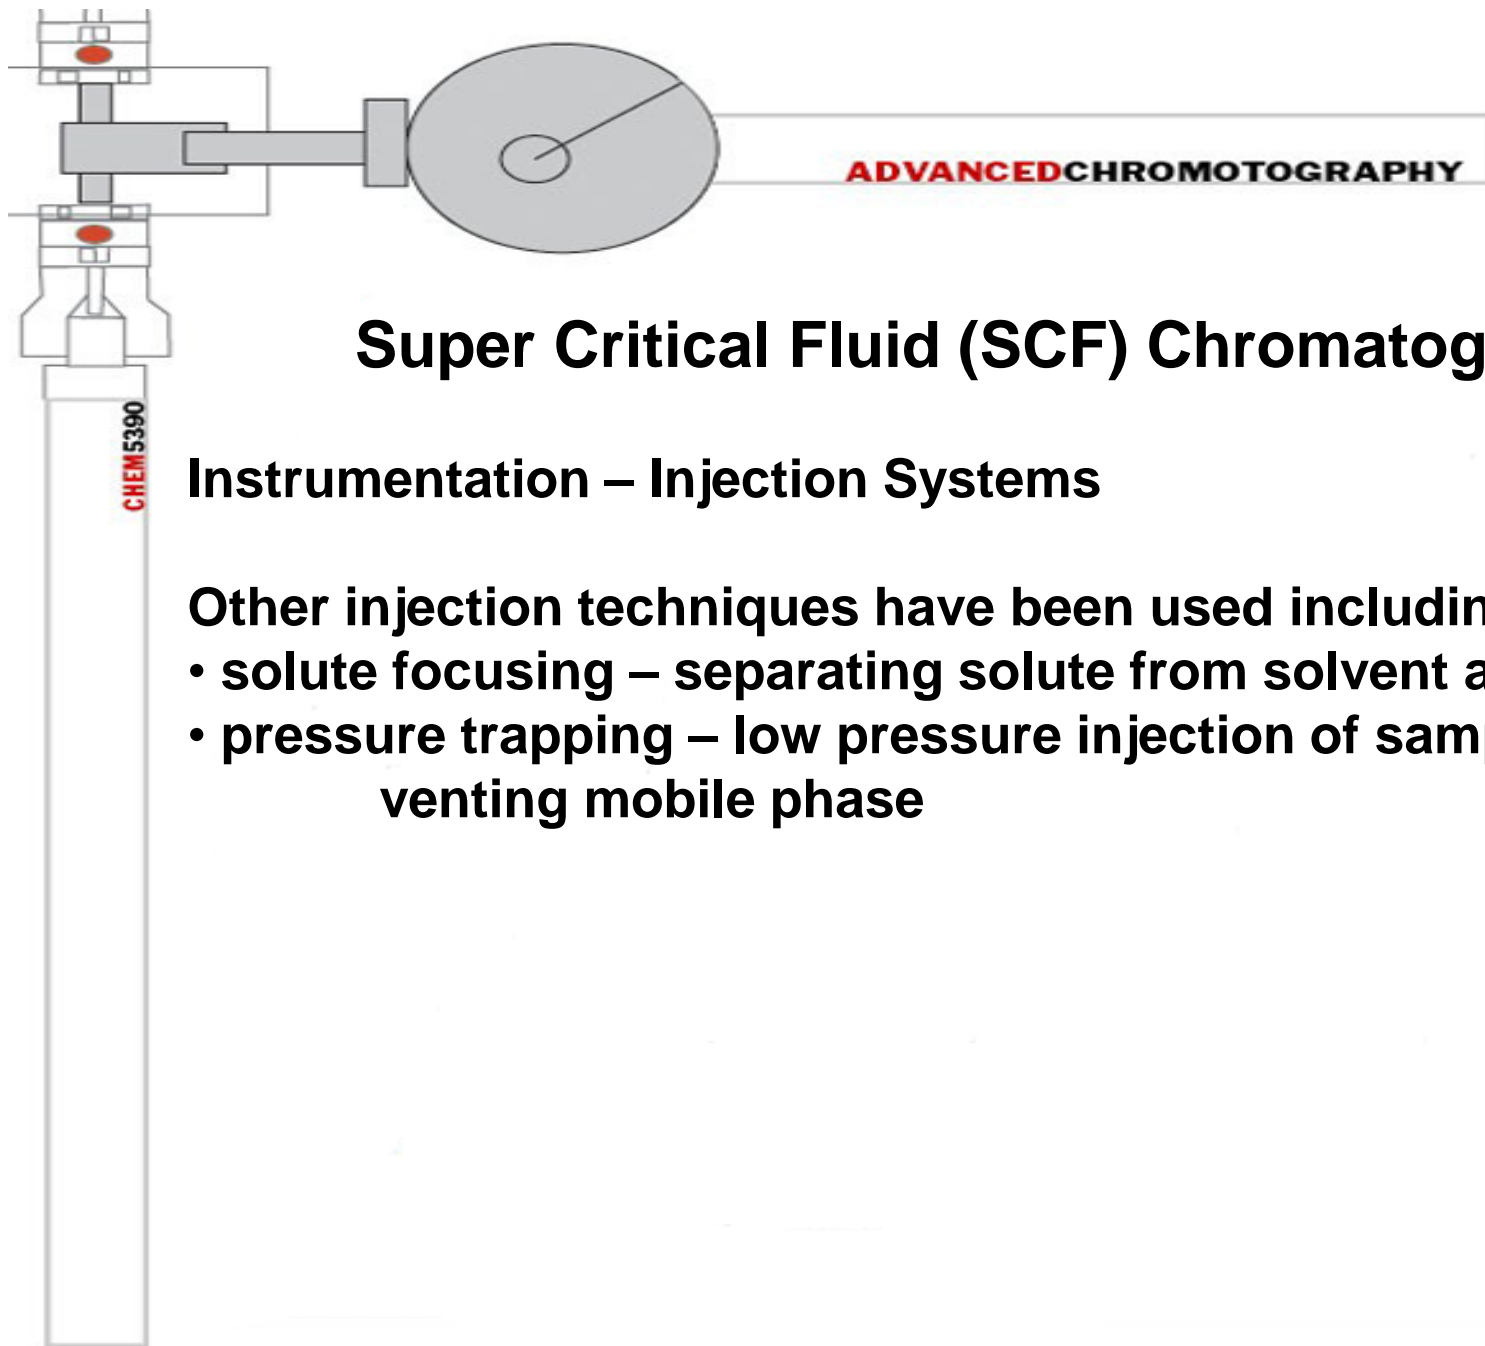 ADVANCEDCHROMOTOGRAPHY
Super Critical Fluid (SCF) Chromatog
CHEM5390
Instrumentation – Injection Systems
Other injection techniques have been used includin
• solute focusing – separating solute from solvent a
• pressure trapping – low pressure injection of sam
venting mobile phase